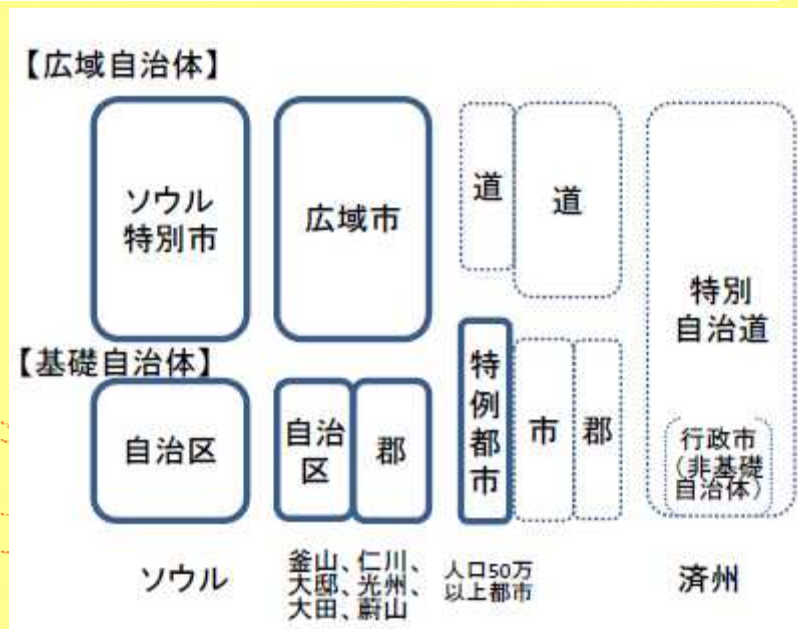 【広域自治体】
ソウル
特別市
広域市
道
道
特別
自治道
【基礎自治体】
自治区
自治
区
郡
特例都市
市
郡
行政市
（非基礎
自治体）
ソウル
釜山、仁川、
大邸、光州、
大田、蔚山
人口50万
以上都市
済州